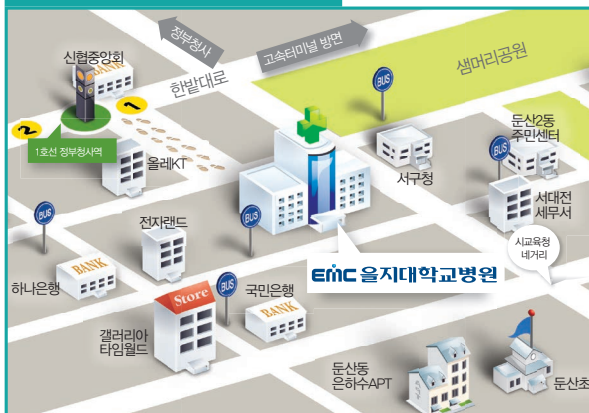 정부청사
고속터미널 방면
샘머리공원
신협중앙회
BANK
한밭대로
BUS
1
2
1호선 정부청사역
올레KT
둔산2동
주민센터
서구청
서대전
세무서
BUS
BUS
전자랜드
시교육청
네거리
EMC 을지대학교병원
하나은행
BANK
Store
BUS
국민은행
BANK
갤러리아
타임월드
둔산동
은하수APT
둔산초